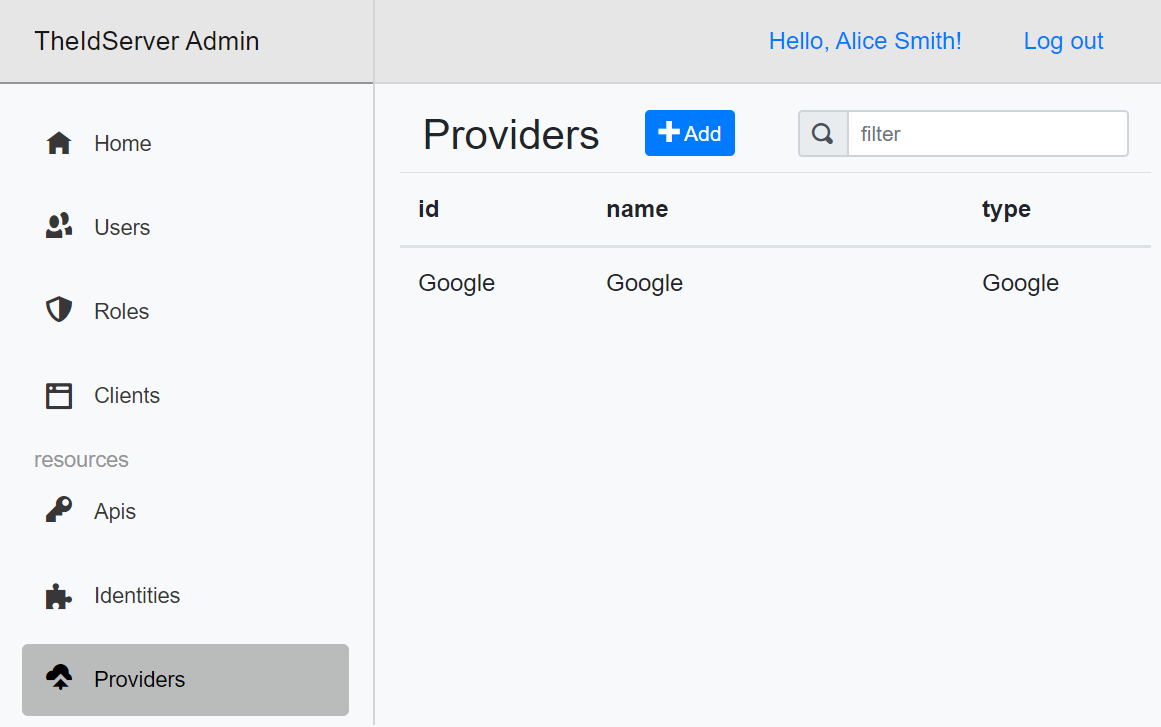 TheIdServer Admin
Hello, Alice Smith! Log out
Home
Users
Roles
Clients
resources
Apis
Identities
Providers
Providers Add filter
id name type
Google Google Google